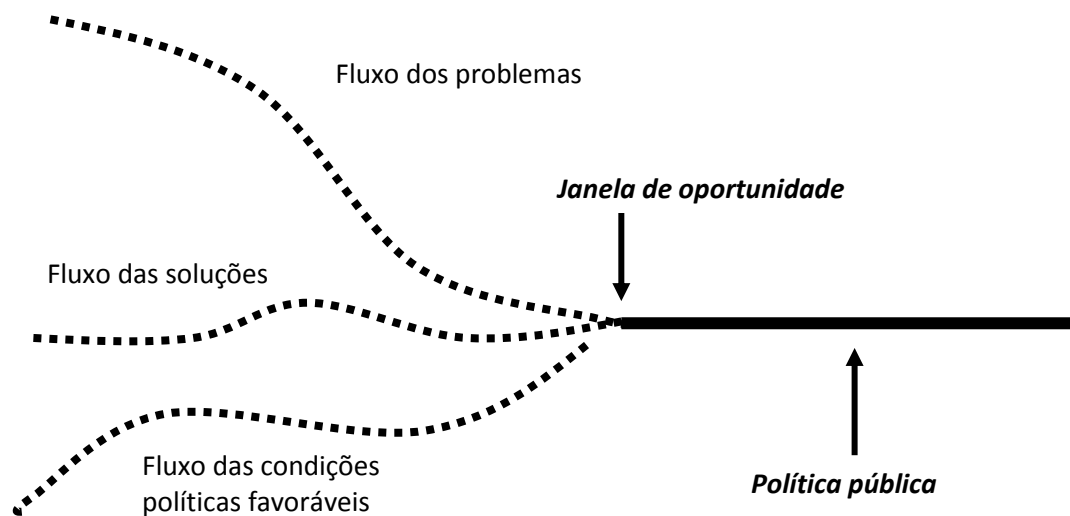 Fluxo dos problemas
Janela de oportunidade
Fluxo das soluções
Fluxo das condições
políticas favoráveis
Política pública